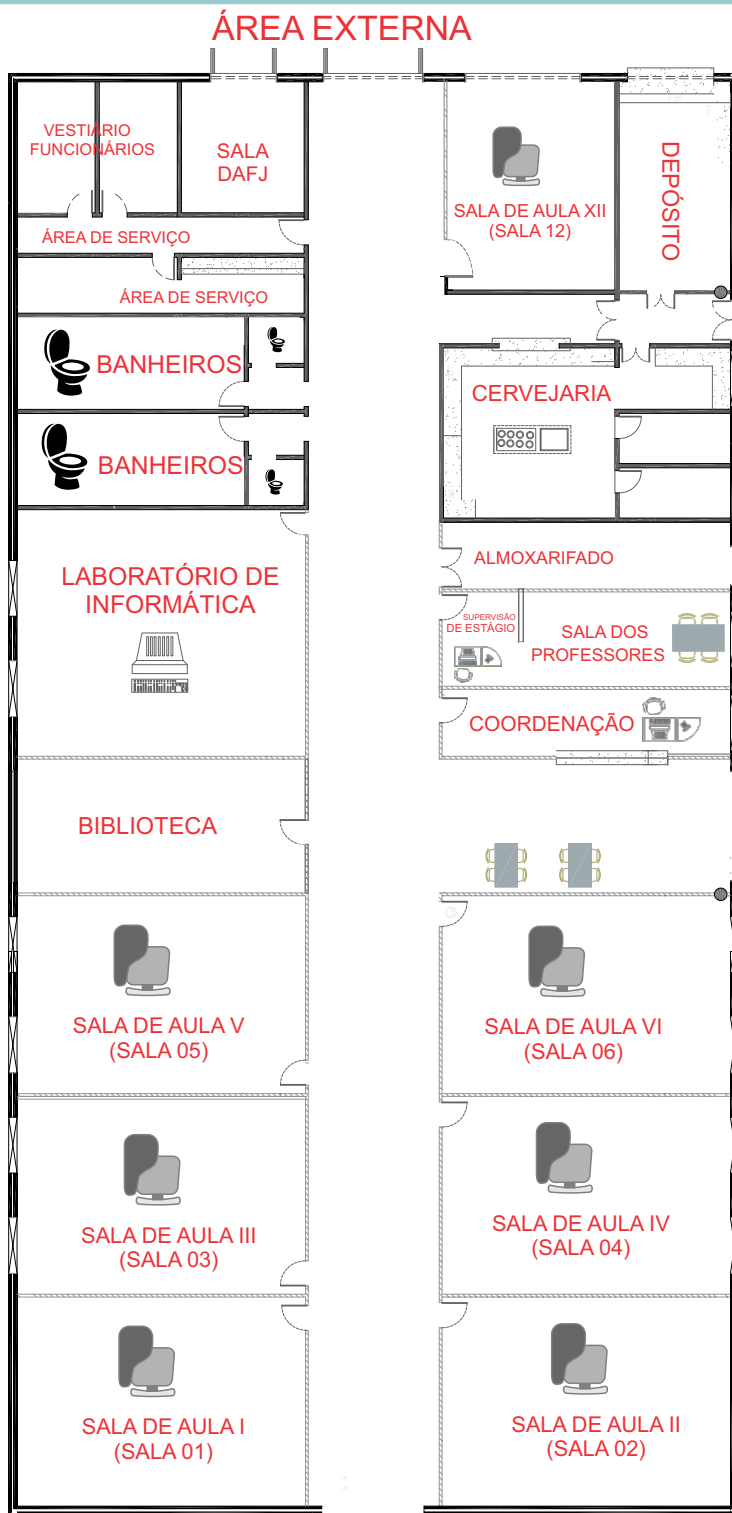 ÁREA EXTERNA
VESTIÁRIO
FUNCIONÁRIOS
SALA
DAFJ
SALA DE AULA XII
(SALA 12)
DEPÓSITO
ÁREA DE SERVIÇO
ÁREA DE SERVIÇO
BANHEIROS
CERVEJARIA
BANHEIROS
LABORATÓRIO DE
INFORMÁTICA
ALMOXARIFADO
SUPERVISÃO
DE ESTÁGIO
SALA DOS
PROFESSORES
COORDENAÇÃO
BIBLIOTECA
SALA DE AULA V
(SALA 05)
SALA DE AULA VI
(SALA 06)
SALA DE AULA III
(SALA 03)
SALA DE AULA IV
(SALA 04)
SALA DE AULA I
(SALA 01)
SALA DE AULA II
(SALA 02)